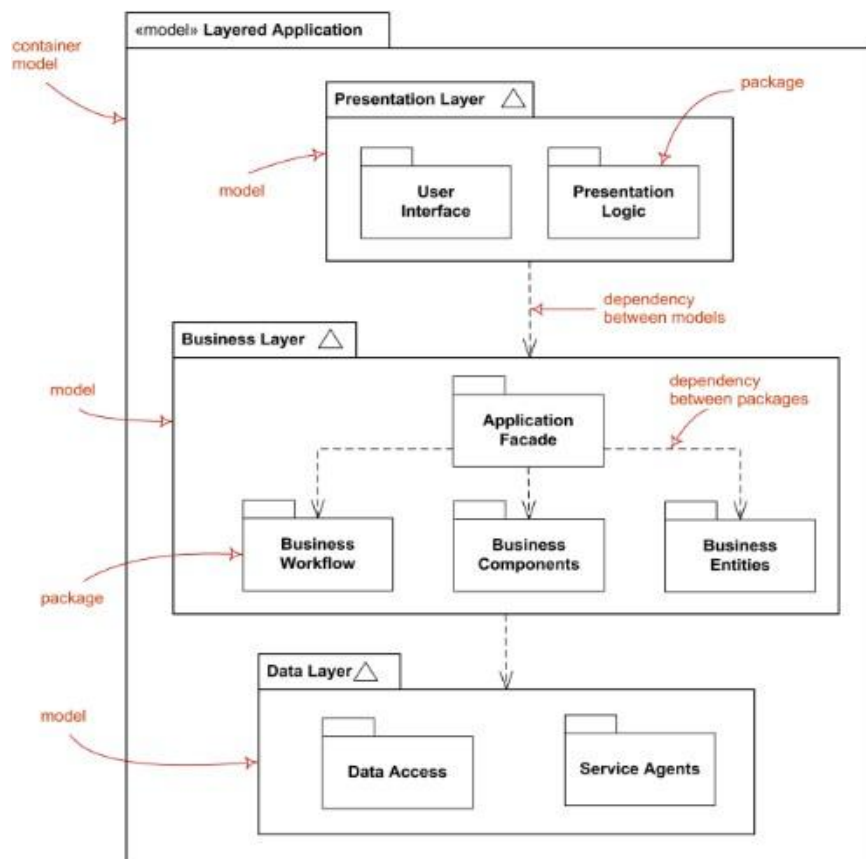 «model» Layered Application
container
model
Presentation Layer
package
model
User
Interface
Presentation
Logic
dependency
between models
Business Layer
model
dependency
between packages
Application
Facade
Business
Workflow
Business
Components
Business
Entities
package
Data Layer
model
Data Access
Service Agents